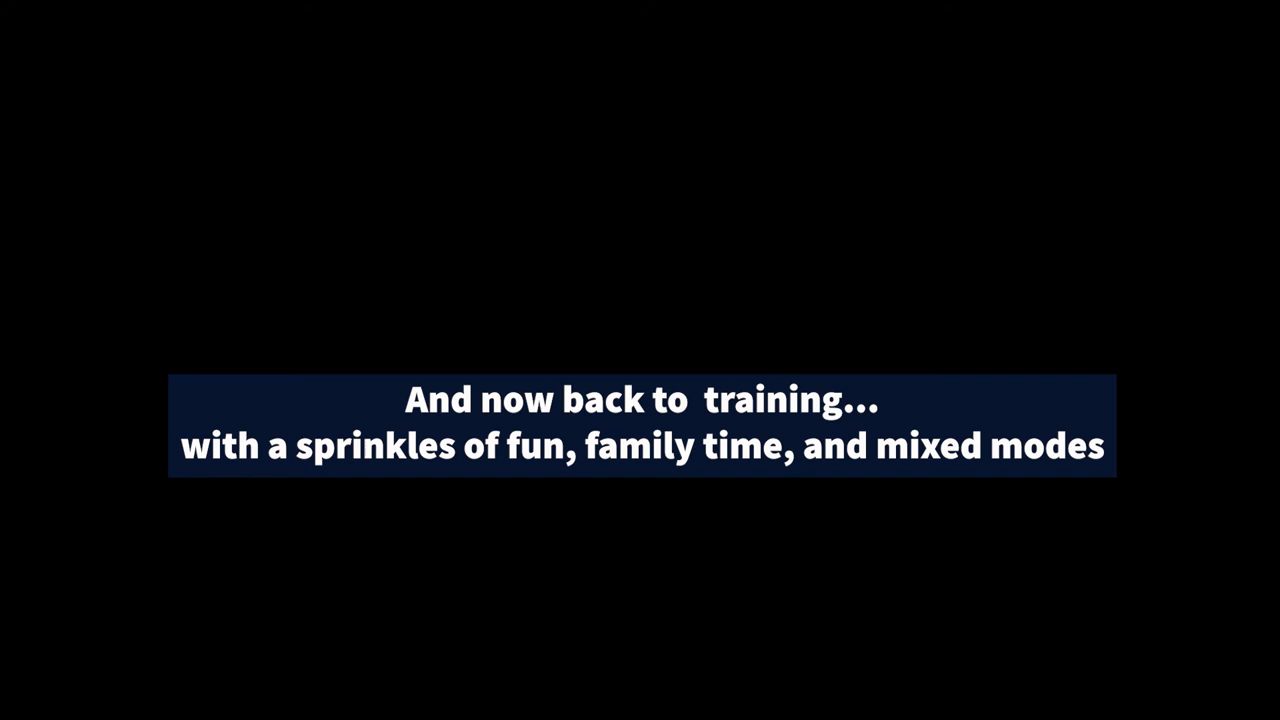 And now back to  training...
with a sprinkles of fun, family time, and mixed modes